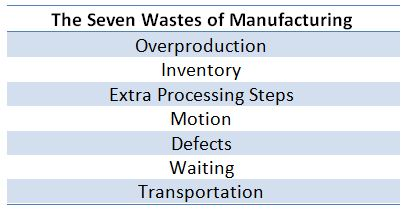 The Seven Wastes of Manufacturing
Overproduction
Inventory
Extra Processing Steps
Motion
Defects
Waiting
Transportation